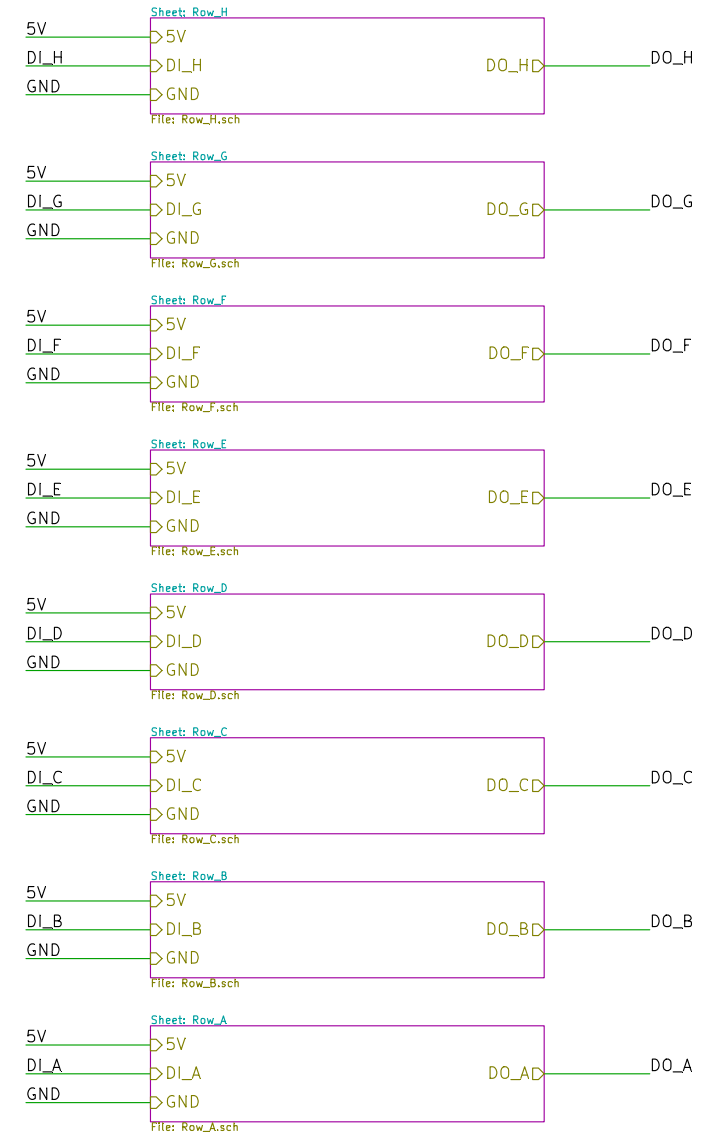 Sheet: Row_H
5V 5V
DI_H DI_H DO_H DO_H
GND GND
File: Row_H.sch
Sheet: Row_G
5V 5V
DI_G DI_G DO_G DO_G
GND GND
File: Row_G.sch
Sheet: Row_F
5V 5V
DI_F DI_F DO_F DO_F
GND GND
File: Row_F.sch
Sheet: Row_E
5V 5V
DI_E DI_E DO_E DO_E
GND GND
File: Row_E.sch
Sheet: Row_D
5V 5V
DI_D DI_D DO_D DO_D
GND GND
File: Row_D.sch
Sheet: Row_C
5V 5V
DI_C DI_C DO_C DO_C
GND GND
File: Row_C.sch
Sheet: Row_B
5V 5V
DI_B DI_B DO_B DO_B
GND GND
File: Row_B.sch
Sheet: Row_A
5V 5V
DI_A DI_A DO_A DO_A
GND GND
File: Row_A.sch